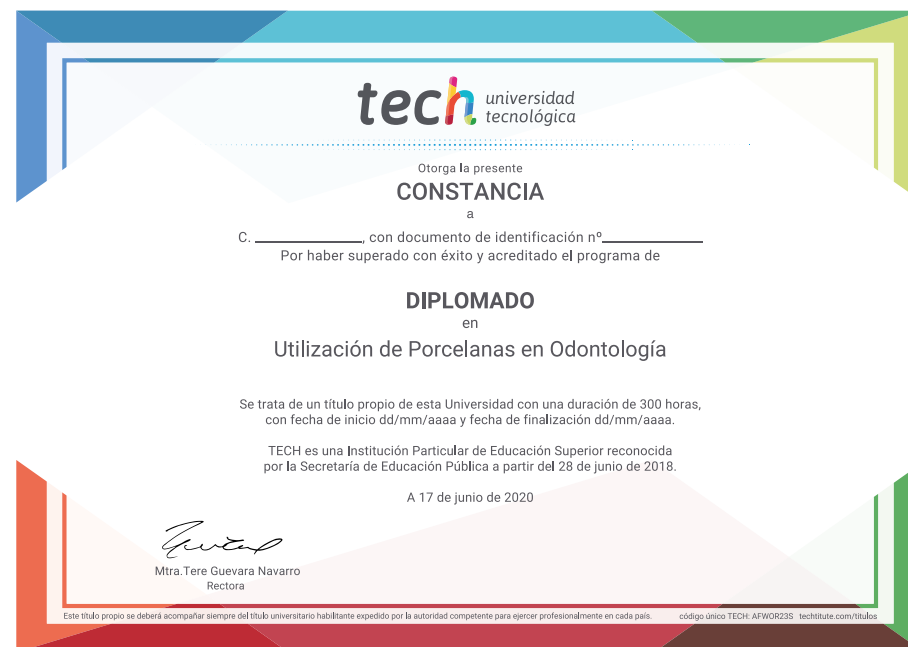 tech universidad
tecnológica
Otorga la presente
CONSTANCIA
a
C. ____________, con documento de identificación nº____________
Por haber superado con éxito y acreditado el programa de
DIPLOMADO
en
Utilización de Porcelanas en Odontología
Se trata de un título propio de esta Universidad con una duración de 300 horas,
con fecha de inicio dd/mm/aaaa y fecha de finalización dd/mm/aaaa.
TECH es una Institución Particular de Educación Superior reconocida
por la Secretaría de Educación Pública a partir del 28 de junio de 2018.
A 17 de junio de 2020
Mtra.Tere Guevara Navarro
Rectora
Este título propio se deberá acompañar siempre del título universitario habilitante expedido por la autoridad competente para ejercer profesionalmente en cada país. código único TECH: AFWOR23S techtitute.com/titulos